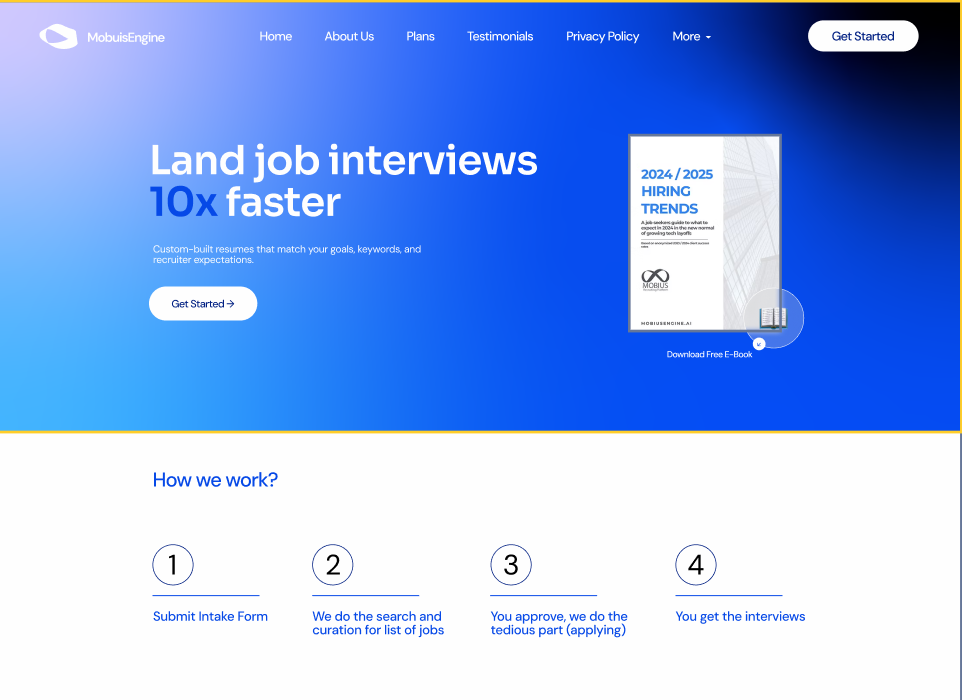 MobuisEngine
Home
About Us
Plans
Testimonials
Privacy Policy
More
Get Started
Land job interviews
10x faster
Custom-built resumes that match your goals, keywords, and
recruiter expectations.
Get Started →
2024 / 2025
HIRING
TRENDS
A job seekers guide to what to
expect in 2024 in the new normal
of growing tech layoffs
MOBIUS
MOBIUSENGINE.AI
Download Free E-Book
How we work?
1
Submit Intake Form
2
We do the search and
curation for list of jobs
3
You approve, we do the
tedious part (applying)
4
You get the interviews